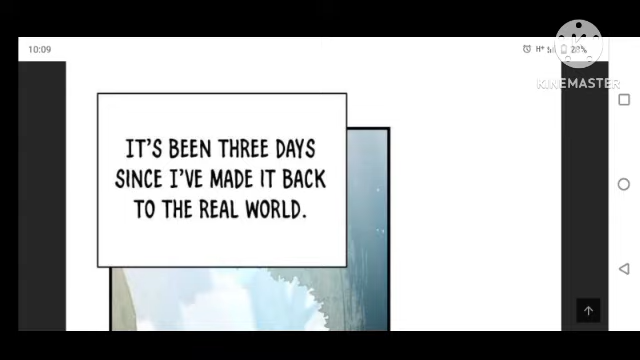 10:09
KINEMASTER
IT'S BEEN THREE DAYS
SINCE I'VE MADE IT BACK
TO THE REAL WORLD.